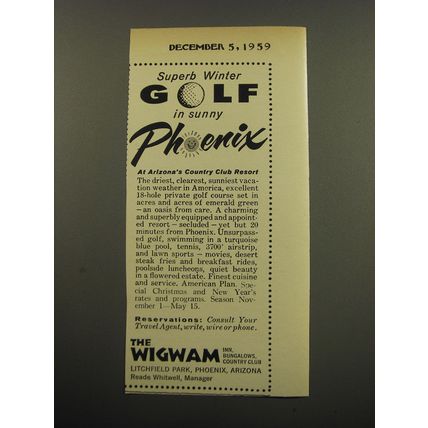 DECEMBER 5, 1959
Superb Winter
GOLF
in sunny
Phoenix
At Arizona's Country Club Resort
The driest, clearest, sunniest vaca-
tion weather in America, excellent
18-hole private golf course set in
acres and acres of emerald green
—an oasis from care. A charming
and superbly equipped and appoint-
ed resort—secluded—yet but 20
minutes from Phoenix. Unsurpass-
ed golf, swimming in a turquoise
blue pool, tennis, 3700' airstrip,
and lawn sports—movies, desert
steak fries and breakfast rides,
poolside luncheons, quiet beauty
in a flowered estate. Finest cuisine
and service. American Plan. Spe-
cial Christmas and New Year's
rates and programs. Season Nov-
ember 1—May 15.
Reservations: Consult Your
Travel Agent, write, wire or phone.
THE
WIGWAM INN,
BUNGALOWS,
COUNTRY CLUB
LITCHFIELD PARK, PHOENIX, ARIZONA
Reade Whitwell, Manager